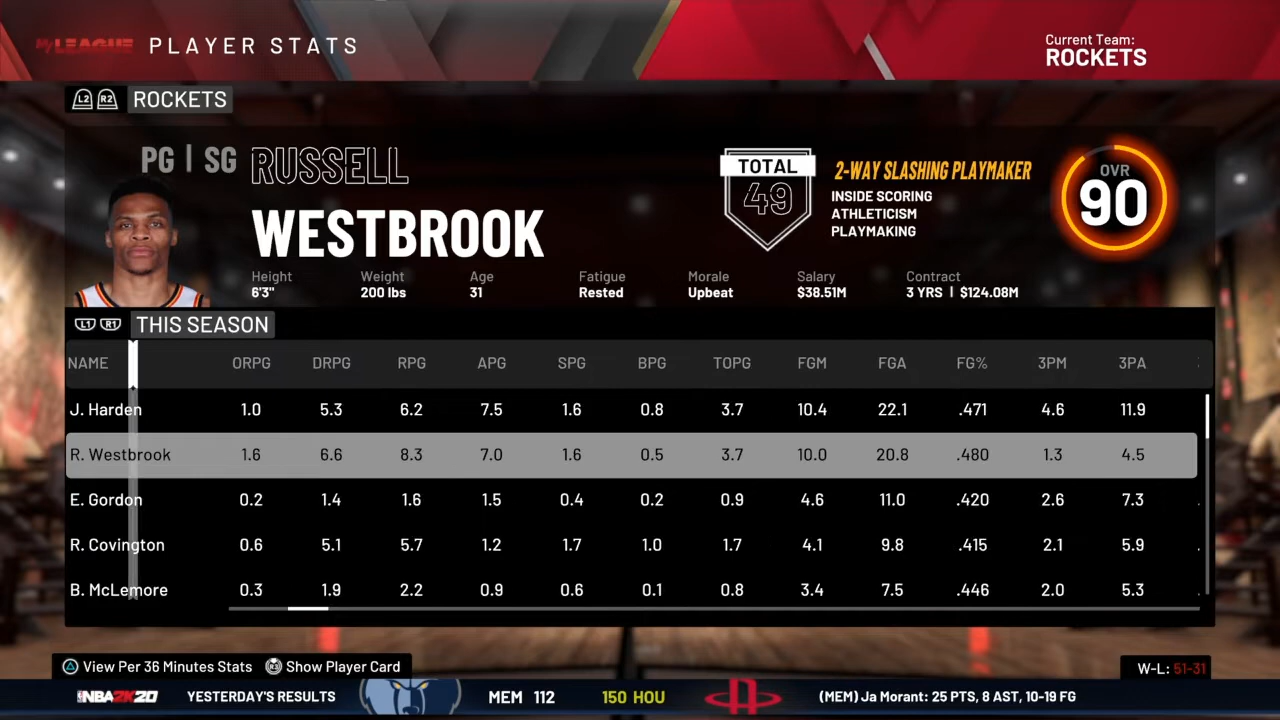 MyLEAGUE PLAYER STATS
Current Team:
ROCKETS
L2 R2 ROCKETS
PG | SG RUSSELL
WESTBROOK
TOTAL
49
2-WAY SLASHING PLAYMAKER
INSIDE SCORING
ATHLETICISM
PLAYMAKING
OVR
90
Height Weight Age Fatigue Morale Salary Contract
6'3" 200 lbs 31 Rested Upbeat $38.51M 3 YRS | $124.08M
L1 R1 THIS SEASON
NAME ORPG DRPG RPG APG SPG BPG TOPG FGM FGA FG% 3PM 3PA
J. Harden 1.0 5.3 6.2 7.5 1.6 0.8 3.7 10.4 22.1 .471 4.6 11.9
R. Westbrook 1.6 6.6 8.3 7.0 1.6 0.5 3.7 10.0 20.8 .480 1.3 4.5
E. Gordon 0.2 1.4 1.6 1.5 0.4 0.2 0.9 4.6 11.0 .420 2.6 7.3
R. Covington 0.6 5.1 5.7 1.2 1.7 1.0 1.7 4.1 9.8 .415 2.1 5.9
B. McLemore 0.3 1.9 2.2 0.9 0.6 0.1 0.8 3.4 7.5 .446 2.0 5.3
View Per 36 Minutes Stats R3 Show Player Card
W-L: 51-31
NBA2K20 YESTERDAY'S RESULTS MEM 112 150 HOU (MEM) Ja Morant: 25 PTS, 8 AST, 10-19 FG